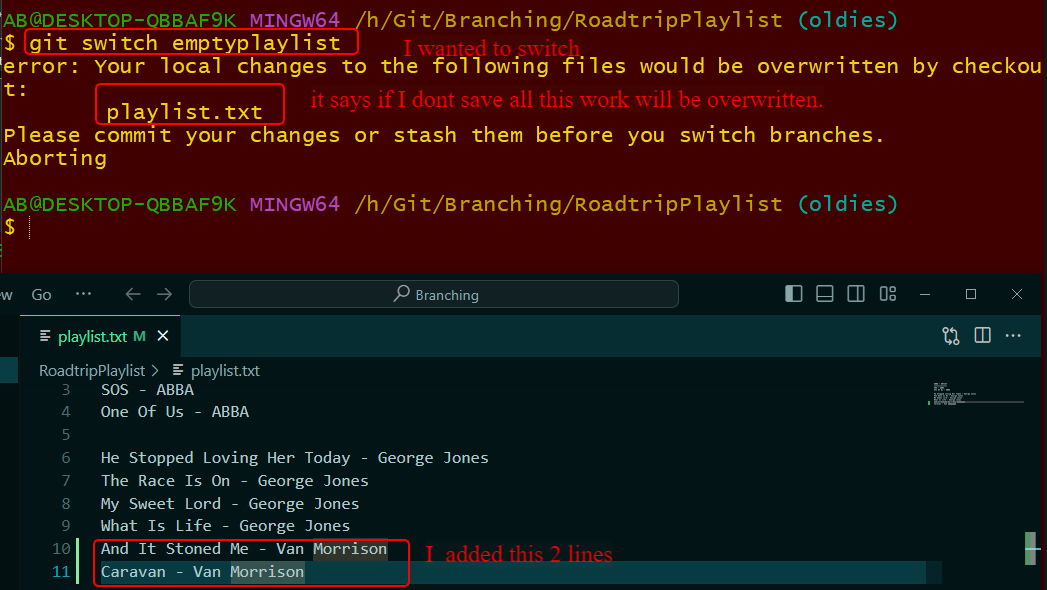 AB@DESKTOP-QBBAF9K MINGW64 /h/Git/Branching/RoadtripPlaylist (oldies)
$ git switch emptyplaylist I wanted to switch
error: Your local changes to the following files would be overwritten by checkou
t:
playlist.txt it says if I dont save all this work will be overwritten.
Please commit your changes or stash them before you switch branches.
Aborting
AB@DESKTOP-QBBAF9K MINGW64 /h/Git/Branching/RoadtripPlaylist (oldies)
$
ew Go ··· Branching
playlist.txt M
RoadtripPlaylist > playlist.txt
3 SOS - ABBA
4 One Of Us - ABBA
5
6 He Stopped Loving Her Today - George Jones
7 The Race Is On - George Jones
8 My Sweet Lord - George Jones
9 What Is Life - George Jones
10 And It Stoned Me - Van Morrison I added this 2 lines
11 Caravan - Van Morrison